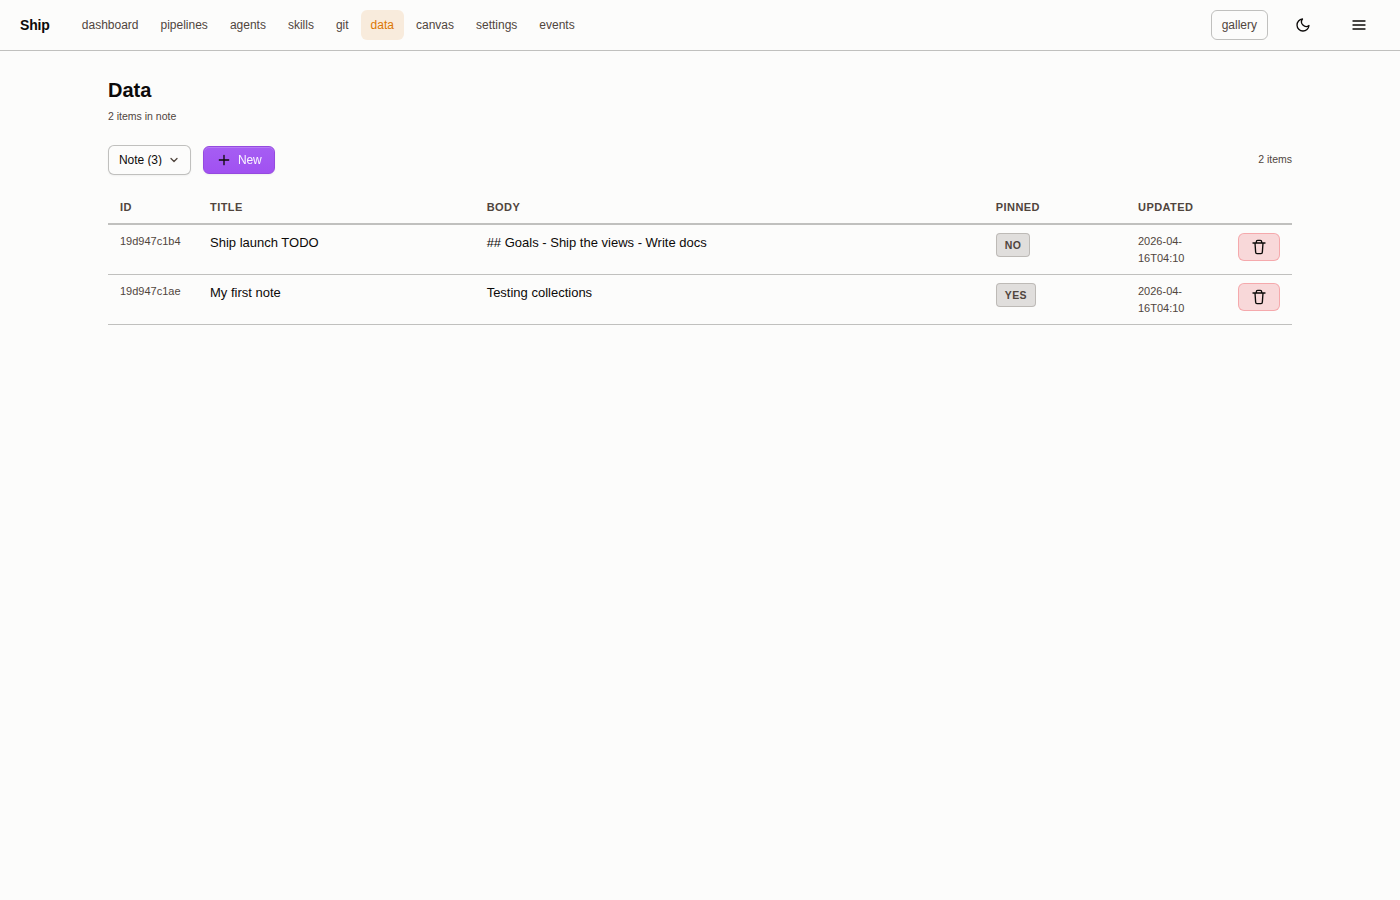 Ship dashboard pipelines agents skills git data canvas settings events gallery
Data
2 items in note
Note (3) New 2 items
ID TITLE BODY PINNED UPDATED
19d947c1b4 Ship launch TODO ## Goals - Ship the views - Write docs NO 2026-04-
16T04:10
19d947c1ae My first note Testing collections YES 2026-04-
16T04:10